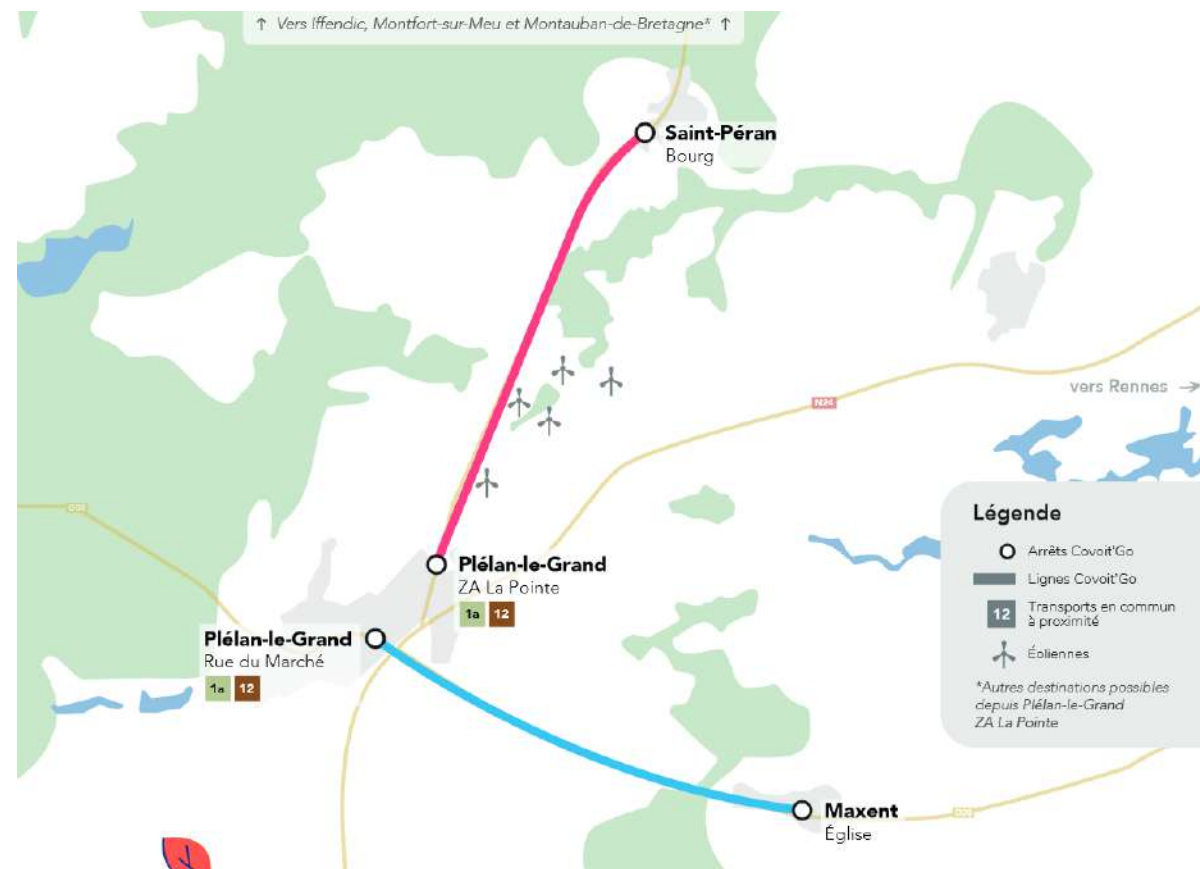 ↑ Vers Iffendic, Montfort-sur-Meu et Montauban-de-Bretagne* ↑
Saint-Péran
Bourg
N24
vers Rennes →
Plélan-le-Grand
ZA La Pointe
1a 12
Plélan-le-Grand
Rue du Marché
1a 12
Maxent
Église
Légende
Arrêts Covoit'Go
Lignes Covoit'Go
12 Transports en commun
à proximité
Éoliennes
*Autres destinations possibles
depuis Plélan-le-Grand
ZA La Pointe